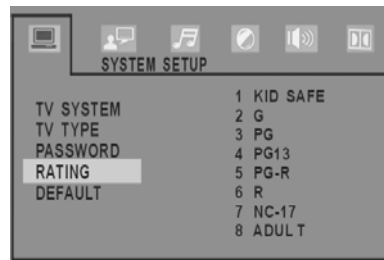 SYSTEM SETUP
TV SYSTEM
TV TYPE
PASSWORD
RATING
DEFAULT
1 KID SAFE
2 G
3 PG
4 PG13
5 PG-R
6 R
7 NC-17
8 ADULT